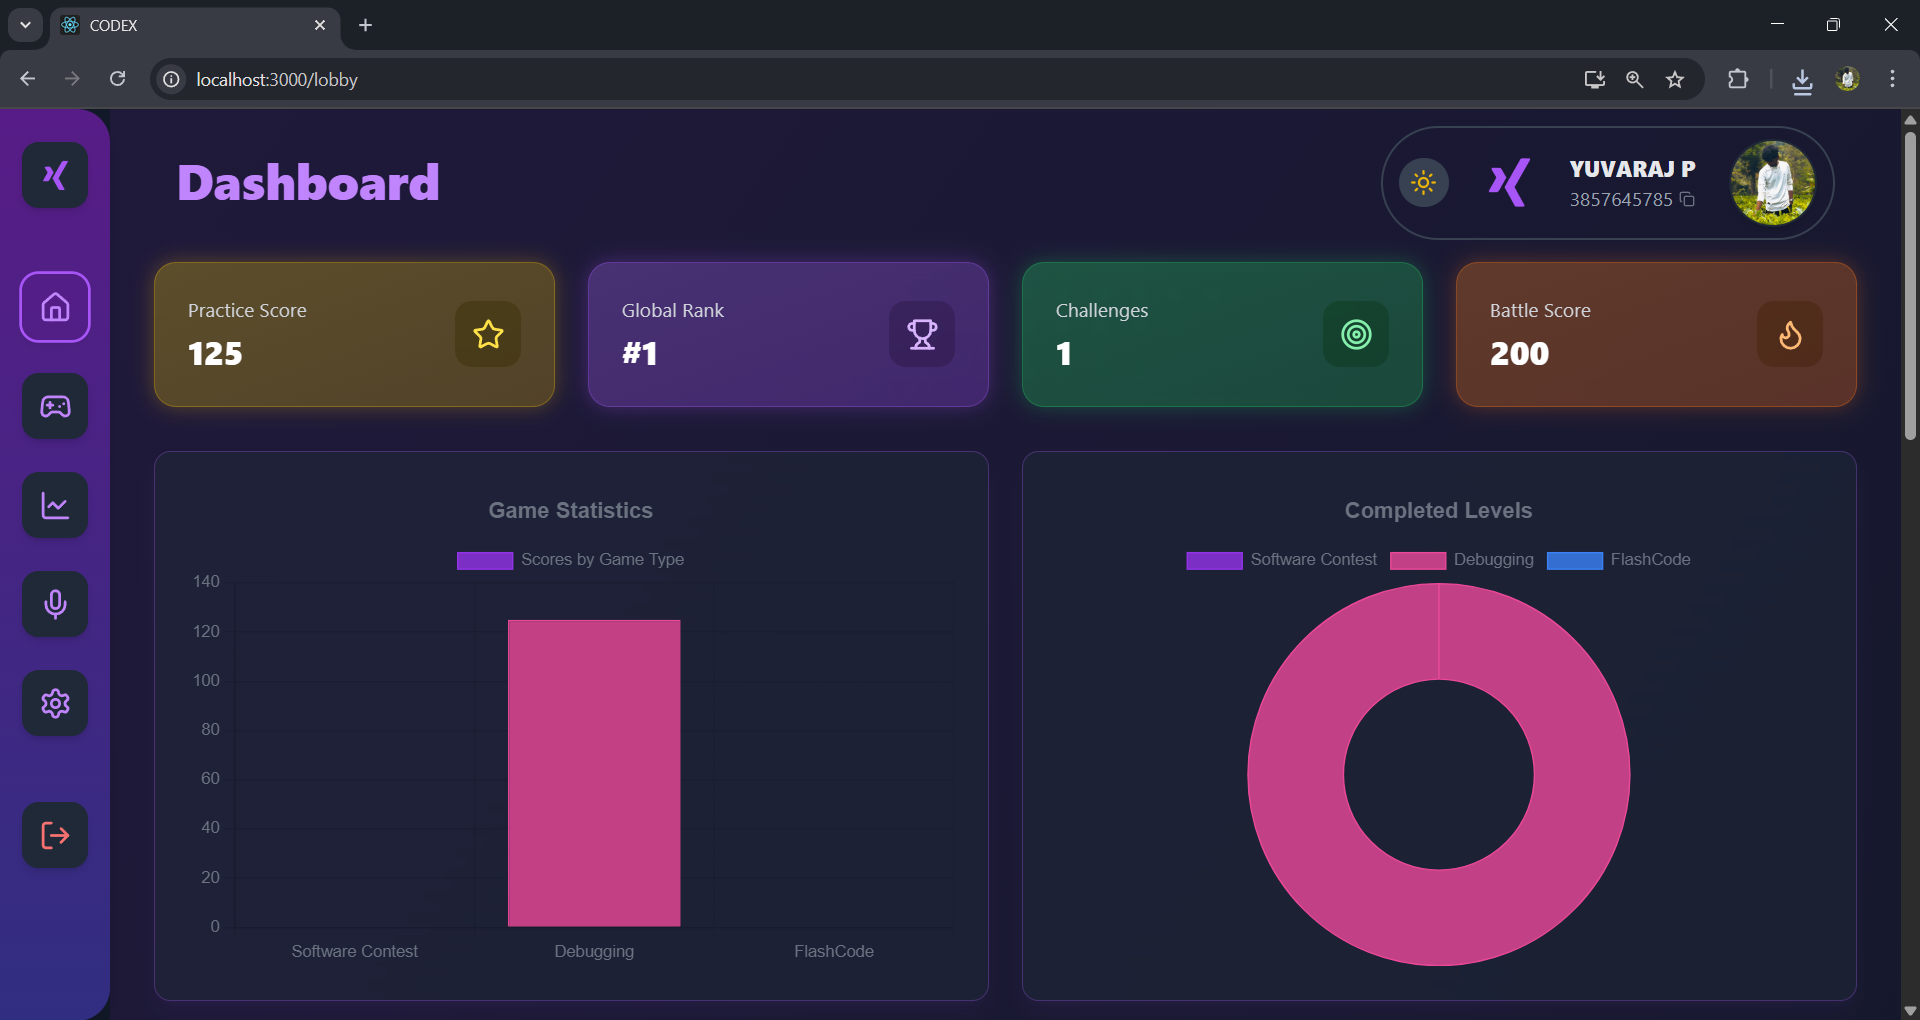 CODEX
localhost:3000/lobby
Dashboard
YUVARAJ P
3857645785
Practice Score
125
Global Rank
#1
Challenges
1
Battle Score
200
Game Statistics
Scores by Game Type
140
120
100
80
60
40
20
0
Software Contest
Debugging
FlashCode
Completed Levels
Software Contest
Debugging
FlashCode